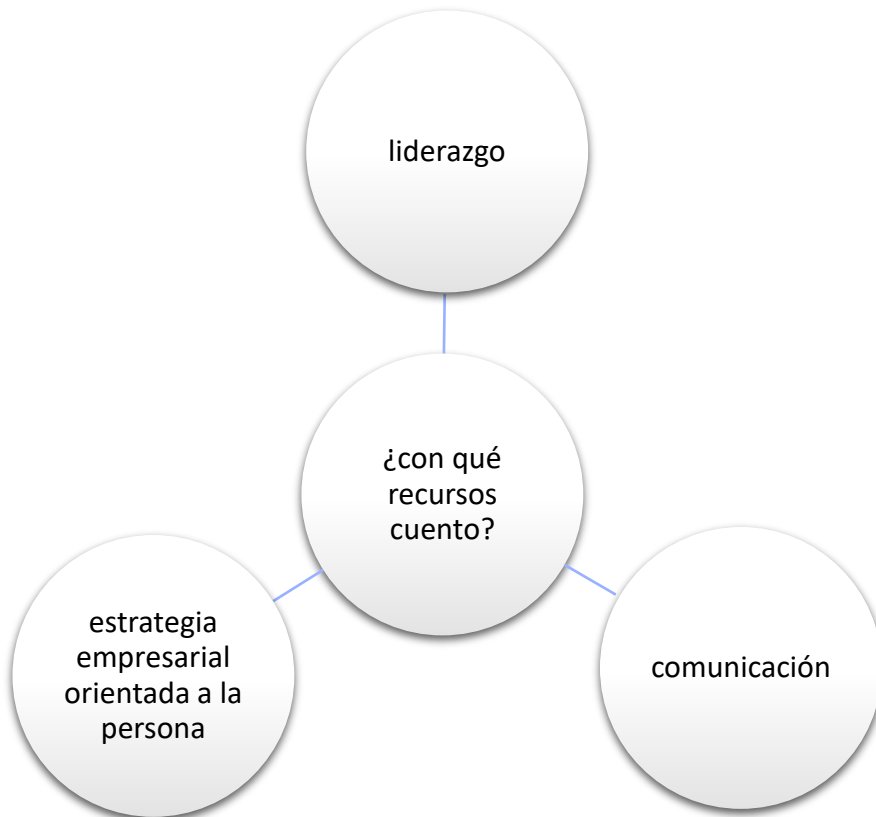 liderazgo
¿con qué
recursos
cuento?
estrategia
empresarial
orientada a la
persona
comunicación